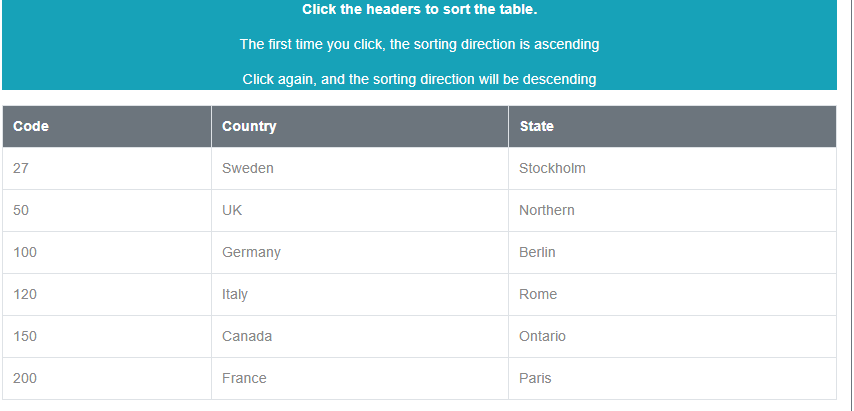 Click the headers to sort the table.
The first time you click, the sorting direction is ascending
Click again, and the sorting direction will be descending
Code Country State
27 Sweden Stockholm
50 UK Northern
100 Germany Berlin
120 Italy Rome
150 Canada Ontario
200 France Paris